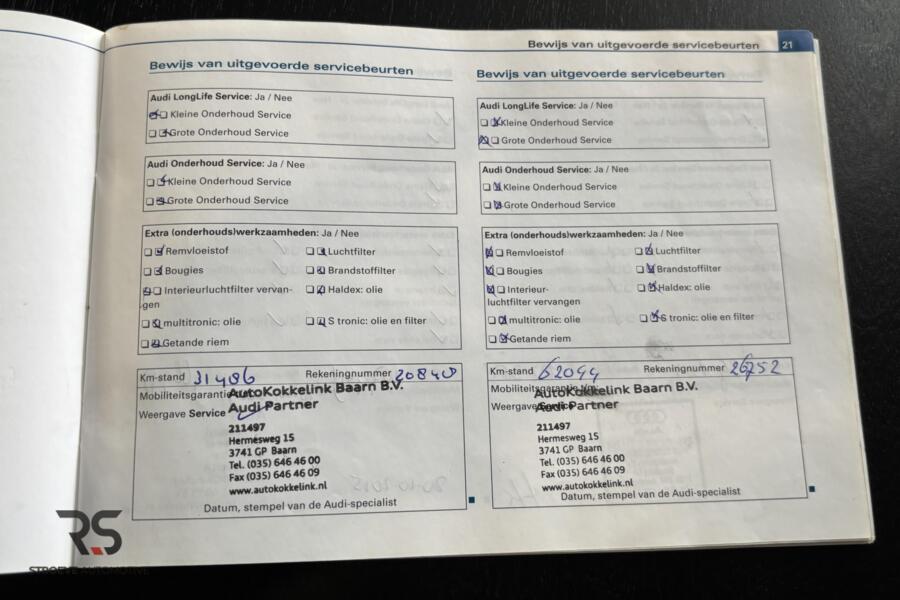 Bewijs van uitgevoerde servicebeurten 21
Bewijs van uitgevoerde servicebeurten
Audi LongLife Service: Ja / Nee
Kleine Onderhoud Service
Grote Onderhoud Service
Audi Onderhoud Service: Ja / Nee
Kleine Onderhoud Service
Grote Onderhoud Service
Extra (onderhouds)werkzaamheden: Ja / Nee
Remvloeistof Luchtfilter
Bougies Brandstoffilter
Interieurluchtfilter vervan- Haldex: olie
gen
multitronic: olie S tronic: olie en filter
Getande riem
Km-stand 31486 Rekeningnummer 20840
Mobiliteitsgarantie
AutoKokkelink Baarn B.V.
Weergave Service
Audi Partner
211497
Hermesweg 15
3741 GP Baarn
Tel. (035) 646 46 00
Fax (035) 646 46 09
www.autokokkelink.nl
Datum, stempel van de Audi-specialist
Bewijs van uitgevoerde servicebeurten
Audi LongLife Service: Ja / Nee
Kleine Onderhoud Service
Grote Onderhoud Service
Audi Onderhoud Service: Ja / Nee
Kleine Onderhoud Service
Grote Onderhoud Service
Extra (onderhouds)werkzaamheden: Ja / Nee
Remvloeistof Luchtfilter
Bougies Brandstoffilter
Interieur- Haldex: olie
luchtfilter vervangen
multitronic: olie S tronic: olie en filter
Getande riem
Km-stand 62044 Rekeningnummer 26252
Mobiliteitsgarantie
AutoKokkelink Baarn B.V.
Weergave Service
Audi Partner
211497
Hermesweg 15
3741 GP Baarn
Tel. (035) 646 46 00
Fax (035) 646 46 09
www.autokokkelink.nl
Datum, stempel van de Audi-specialist
RS